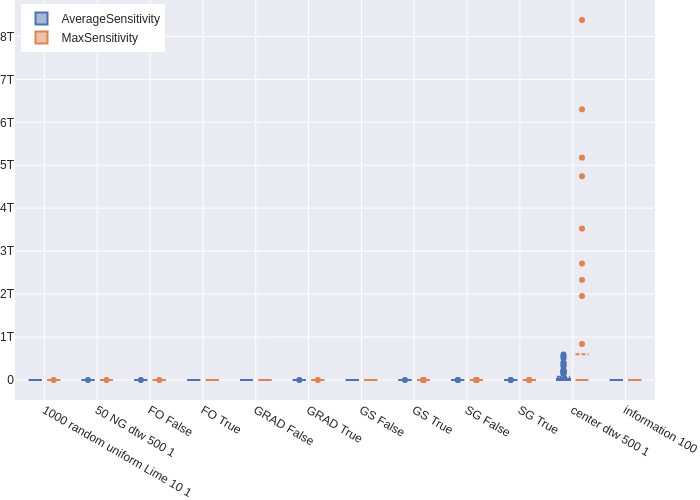 AverageSensitivity
MaxSensitivity
8T
7T
6T
5T
4T
3T
2T
1T
0
1000 random uniform Lime 10 1
50 NG dtw 500 1
FO False
FO True
GRAD False
GRAD True
GS False
GS True
SG False
SG True
center dtw 500 1
information 100